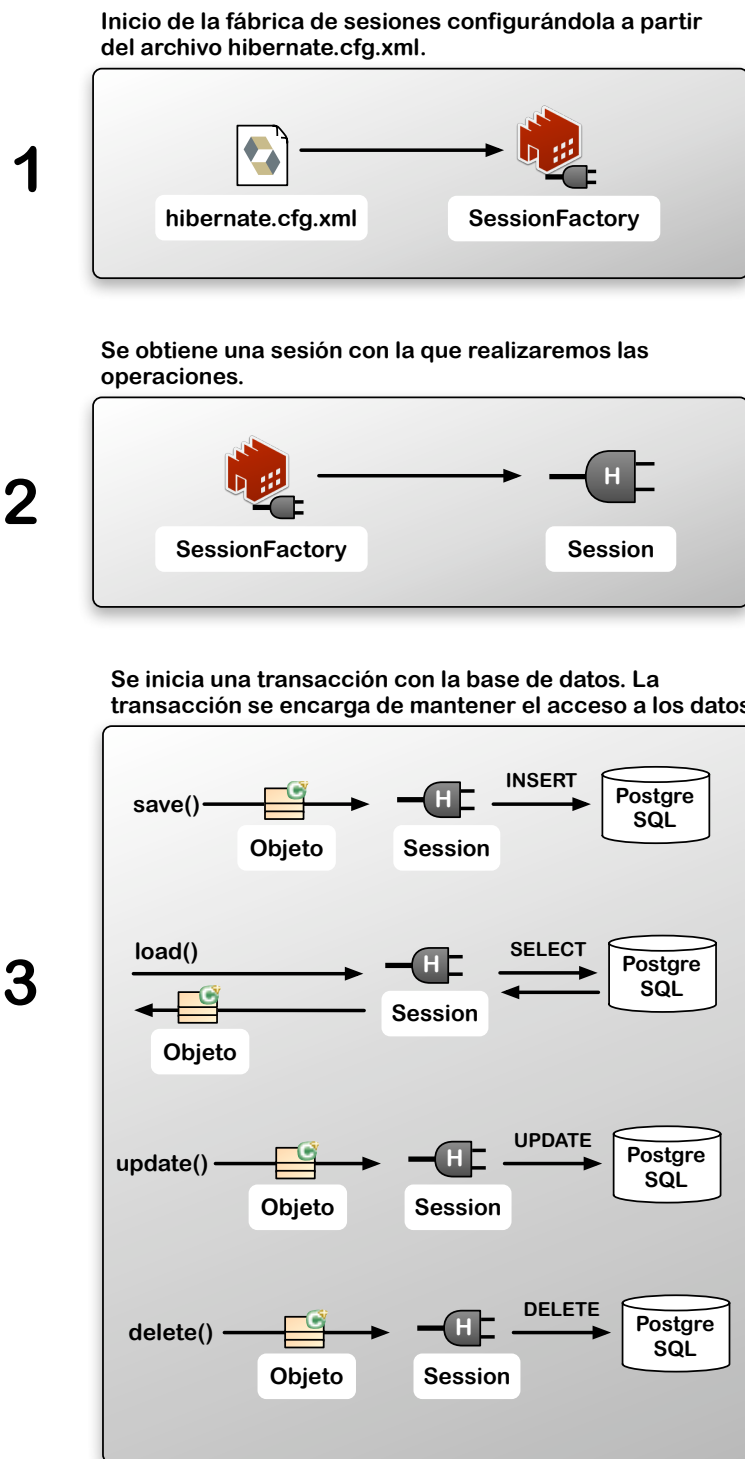 Inicio de la fábrica de sesiones configurándola a partir
del archivo hibernate.cfg.xml.
1
hibernate.cfg.xml
SessionFactory
Se obtiene una sesión con la que realizaremos las
operaciones.
2
SessionFactory
H
Session
Se inicia una transacción con la base de datos. La
transacción se encarga de mantener el acceso a los datos
3
save()
C
Objeto
H
Session
INSERT
Postgre
SQL
load()
C
Objeto
H
Session
SELECT
Postgre
SQL
update()
C
Objeto
H
Session
UPDATE
Postgre
SQL
delete()
C
Objeto
H
Session
DELETE
Postgre
SQL